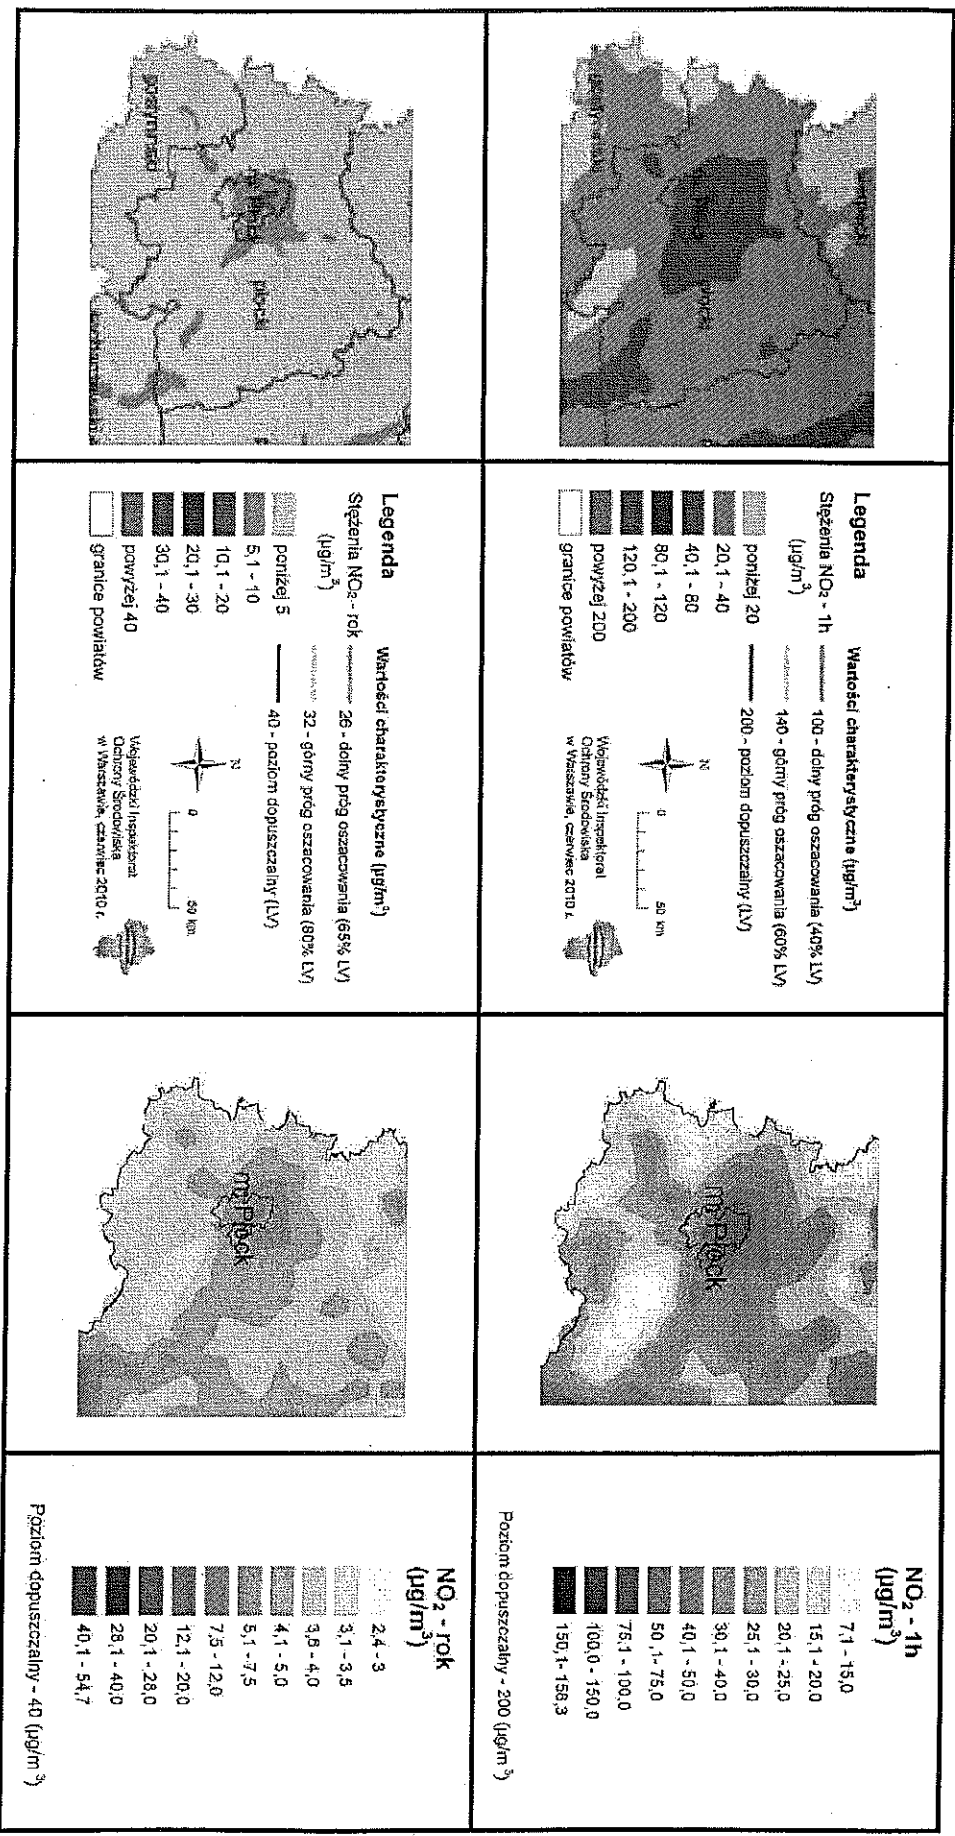 płocki
m. Płock
Legenda
Stężenia NO₂ - 1h
(µg/m³)
poniżej 20
20,1 - 40
40,1 - 80
80,1 - 120
120,1 - 200
powyżej 200
granice powiatów
Wartości charakterystyczne (µg/m³)
100 - dolny próg oszacowania (40% LV)
140 - górny próg oszacowania (60% LV)
200 - poziom dopuszczalny (LV)
N
0
50 km
Wojewódzki Inspektorat
Ochrony Środowiska
w Warszawie, czerwiec 2010 r.
m. Płock
NO₂ - 1h
(µg/m³)
7,1 - 15,0
15,1 - 20,0
20,1 - 25,0
25,1 - 30,0
30,1 - 40,0
40,1 - 50,0
50,1 - 75,0
75,1 - 100,0
100,0 - 150,0
150,1 - 156,3
Poziom dopuszczalny - 200 (µg/m³)
płocki
m. Płock
Legenda
Stężenia NO₂ - rok
(µg/m³)
poniżej 5
5,1 - 10
10,1 - 20
20,1 - 30
30,1 - 40
powyżej 40
granice powiatów
Wartości charakterystyczne (µg/m³)
26 - dolny próg oszacowania (65% LV)
32 - górny próg oszacowania (80% LV)
40 - poziom dopuszczalny (LV)
N
0
50 km
Wojewódzki Inspektorat
Ochrony Środowiska
w Warszawie, czerwiec 2010 r.
m. Płock
NO₂ - rok
(µg/m³)
2,4 - 3
3,1 - 3,5
3,6 - 4,0
4,1 - 5,0
5,1 - 7,5
7,5 - 12,0
12,1 - 20,0
20,1 - 28,0
28,1 - 40,0
40,1 - 54,7
Poziom dopuszczalny - 40 (µg/m³)